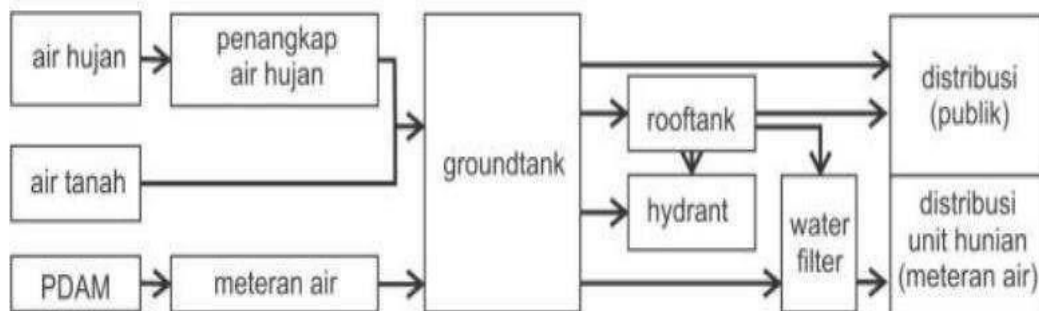 air hujan
penangkap
air hujan
air tanah
PDAM
meteran air
groundtank
rooftank
hydrant
water
filter
distribusi
(publik)
distribusi
unit hunian
(meteran air)